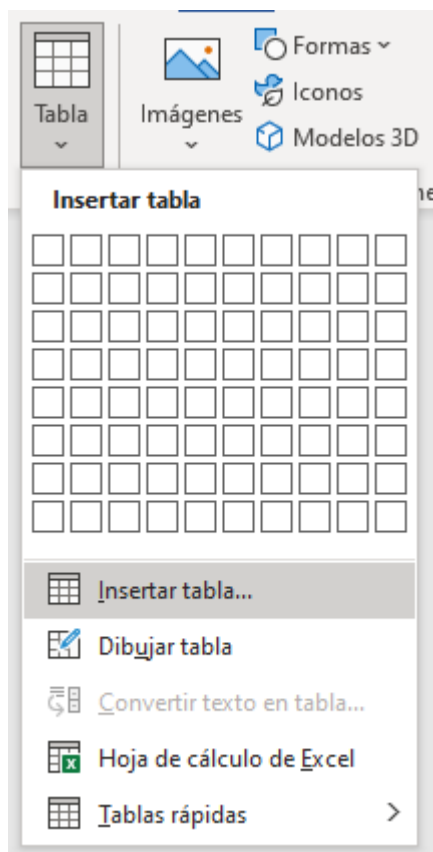 Tabla
Imágenes
Formas
Iconos
Modelos 3D
Insertar tabla
Insertar tabla...
Dibujar tabla
Convertir texto en tabla...
Hoja de cálculo de Excel
Tablas rápidas